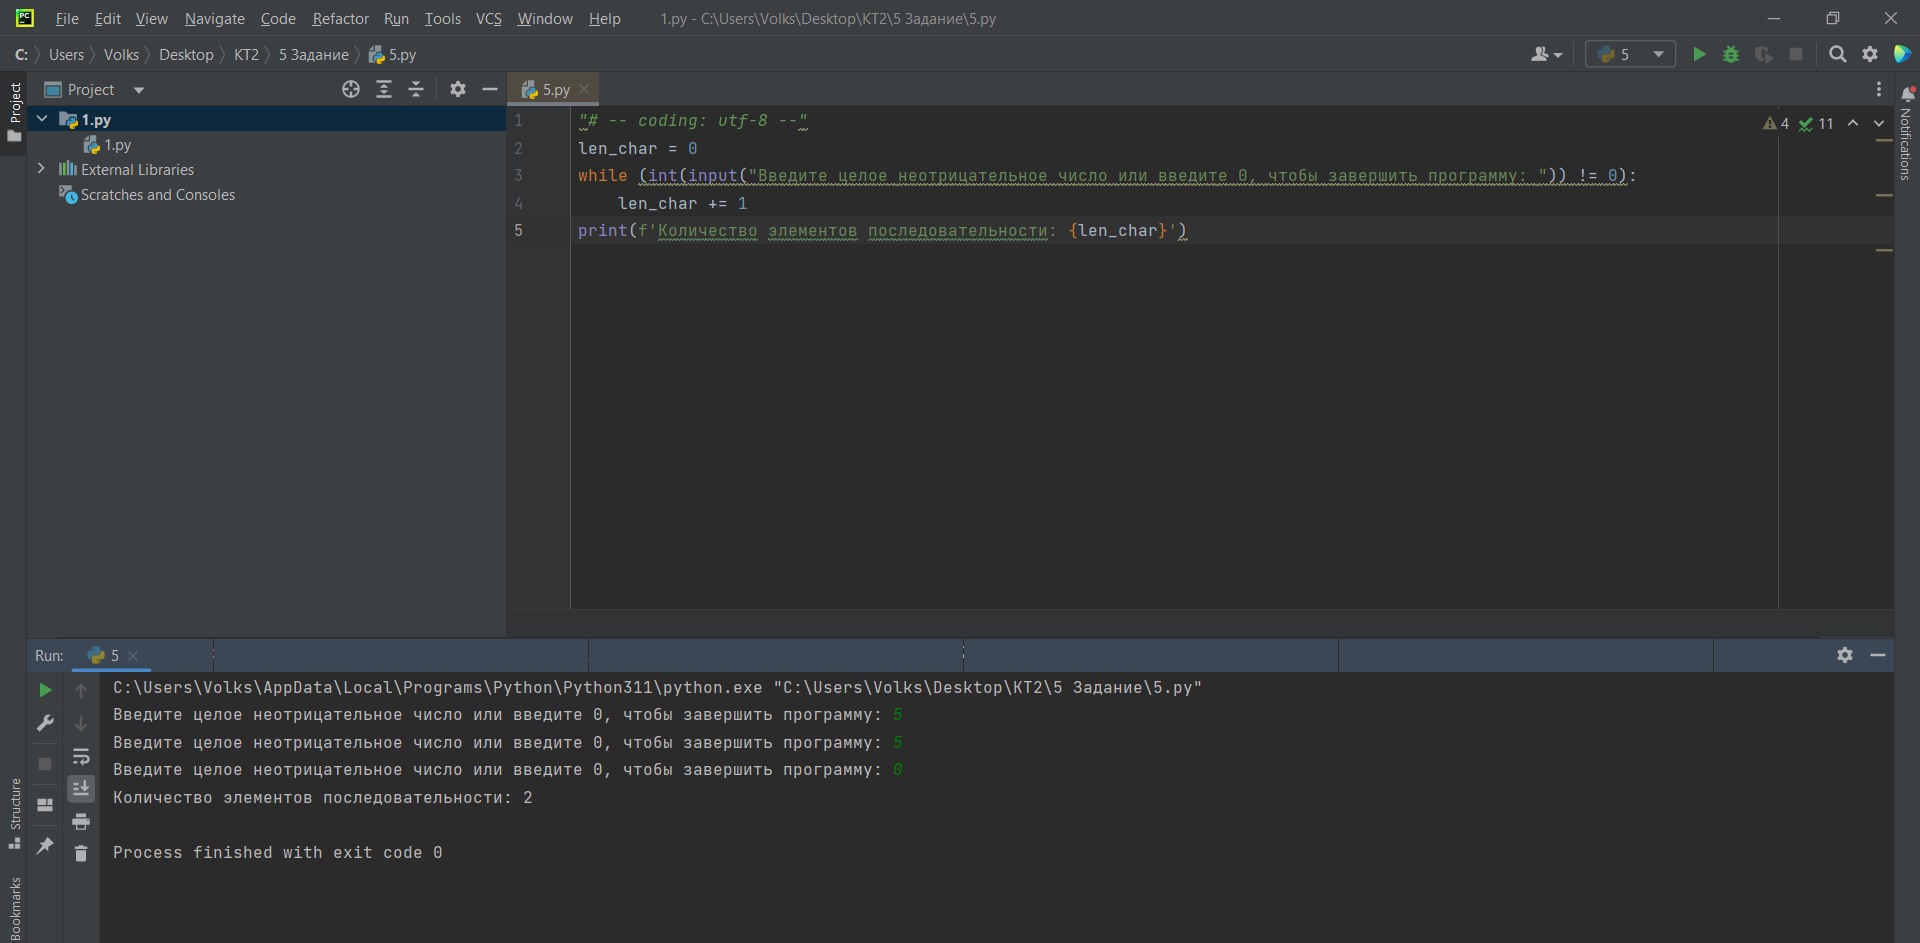 File Edit View Navigate Code Refactor Run Tools VCS Window Help 1.py - C:\Users\Volks\Desktop\KT2\5 Задание\5.py
C: Users Volks Desktop KT2 5 Задание 5.py 5
Project
Project
1.py
1.py
External Libraries
Scratches and Consoles
5.py
4 11
1 "# -- coding: utf-8 --"
2 len_char = 0
3 while (int(input("Введите целое неотрицательное число или введите 0, чтобы завершить программу: ")) != 0):
4 len_char += 1
5 print(f'Количество элементов последовательности: {len_char}')
Notifications
Run: 5
C:\Users\Volks\AppData\Local\Programs\Python\Python311\python.exe "C:\Users\Volks\Desktop\KT2\5 Задание\5.py"
Введите целое неотрицательное число или введите 0, чтобы завершить программу: 5
Введите целое неотрицательное число или введите 0, чтобы завершить программу: 5
Введите целое неотрицательное число или введите 0, чтобы завершить программу: 0
Количество элементов последовательности: 2
Process finished with exit code 0
Structure
Bookmarks